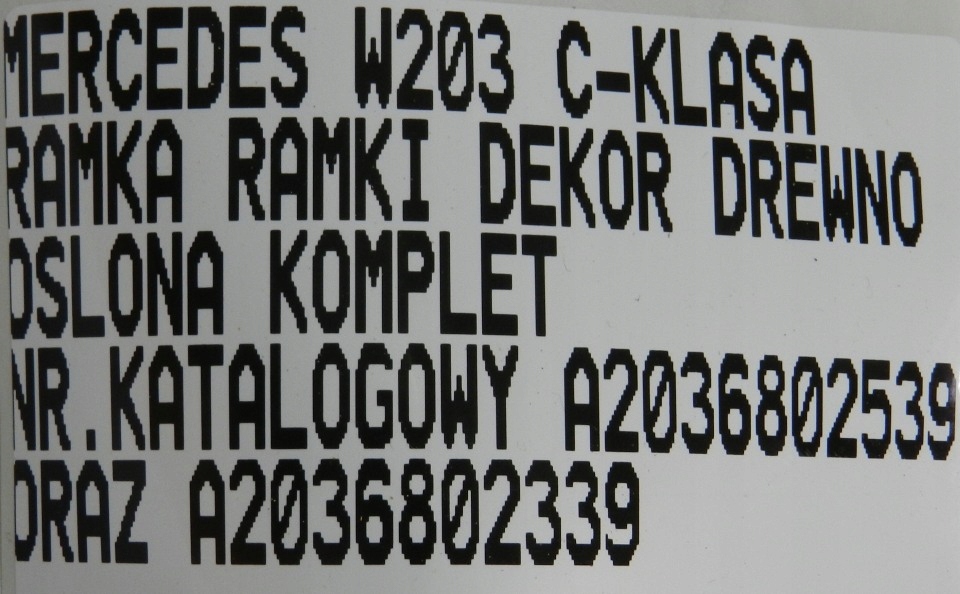 MERCEDES W203 C-KLASA
RAMKA RAMKI DEKOR DREWNO
OSLONA KOMPLET
NR.KATALOGOWY A2036802539
ORAZ A2036802339